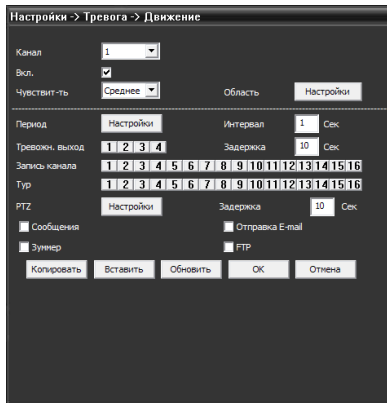 Настройки -> Тревога -> Движение
Канал 1
Вкл.
Чувствит-ть Среднее Область Настройки
Период Настройки Интервал 1 Сек
Тревожн. выход 1 2 3 4 Задержка 10 Сек
Запись канала 1 2 3 4 5 6 7 8 9 10 11 12 13 14 15 16
Тур 1 2 3 4 5 6 7 8 9 10 11 12 13 14 15 16
PTZ Настройки Задержка 10 Сек
Сообщения Отправка E-mail
Зуммер FTP
Копировать Вставить Обновить OK Отмена